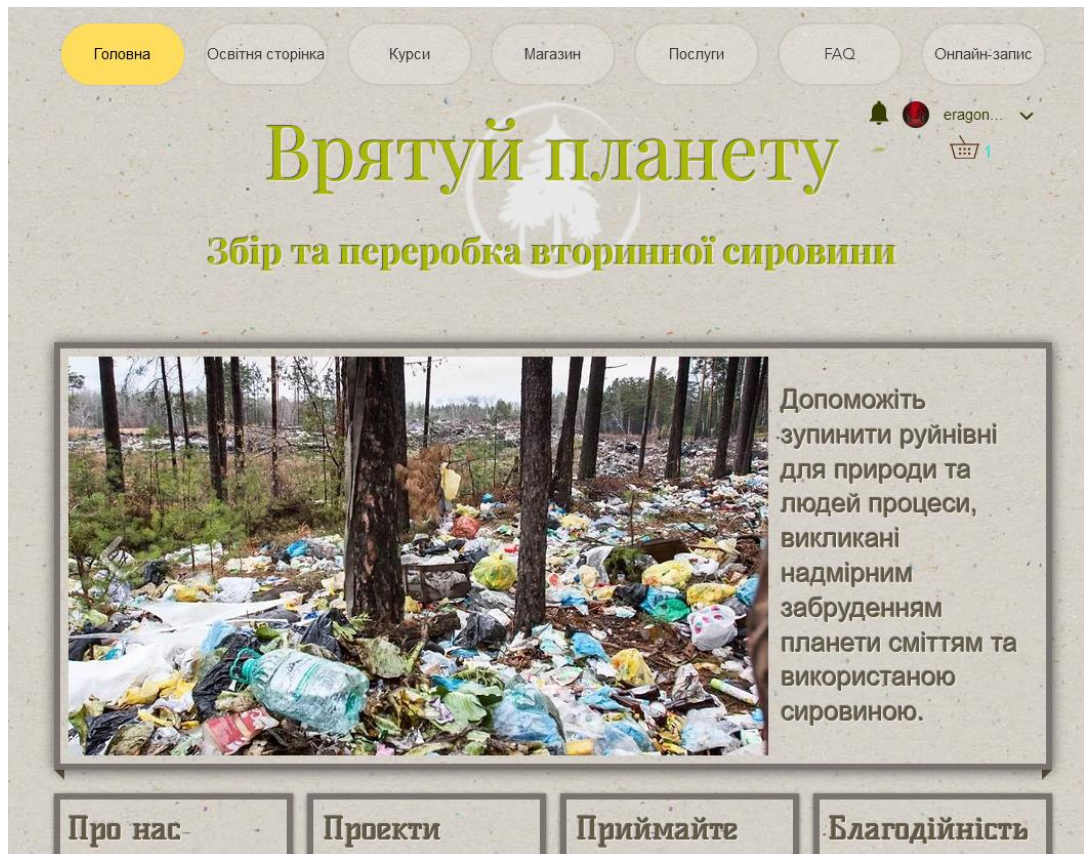 Головна
Освітня сторінка
Курси
Магазин
Послуги
FAQ
Онлайн-запис
eragon...
1
Врятуй планету
Збір та переробка вторинної сировини
Допоможіть
зупинити руйнівні
для природи та
людей процеси,
викликані
надмірним
забруденням
планети сміттям та
використаною
сировиною.
Про нас
Проекти
Приймайте
Благодійність